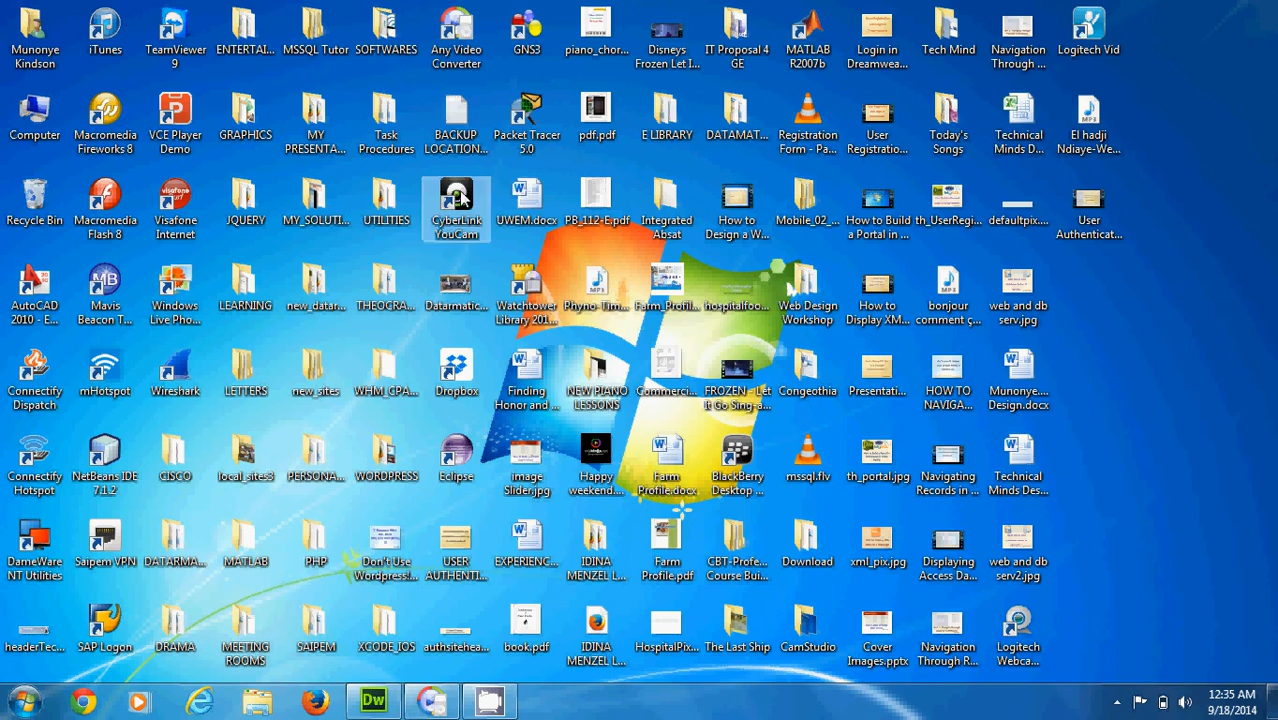 Munonye
Kindson
iTunes
TeamViewer
9
ENTERTAI...
MSSQL Tutor
SOFTWARES
Any Video
Converter
GNS3
piano_chor...
Disneys
Frozen Let I...
IT Proposal 4
GE
MATLAB
R2007b
Login in
Dreamwea...
Tech Mind
Navigation
Through ...
Logitech Vid
Computer
Macromedia
Fireworks 8
VCE Player
Demo
GRAPHICS
MY
PRESENTA...
Task
Procedures
BACKUP
LOCATION...
Packet Tracer
5.0
pdf.pdf
E LIBRARY
DATAMAT...
Registration
Form - Pa...
User
Registratio...
Today's
Songs
Technical
Minds D...
El hadji
Ndiaye-We...
Recycle Bin
Macromedia
Flash 8
Visafone
Internet
JQUERY
MY_SOLUTI...
UTILITIES
CyberLink
YouCam
UWEM.docx
PB_112-E.pdf
Integrated
Absat
How to
Design a W...
Mobile_02_...
How to Build
a Portal in ...
th_UserRegi...
defaultpix....
User
Authenticat...
AutoCAD
2010 - E...
Mavis
Beacon T...
Windows
Live Pho...
LEARNING
new_datar...
THEOCRA...
Datarmatic...
Watchtower
Library 201...
Phyno-Tim...
Farm_Profil...
hospitalfoo...
Web Design
Workshop
How to
Display XM...
bonjour
comment ç...
web and db
serv.jpg
Connectify
Dispatch
mHotspot
Wireshark
LETTERS
new_sites
WHM_CPA...
Dropbox
Finding
Honor and ...
NEW PIANO
LESSONS
Commerci...
FROZEN - Let
It Go Sing-a...
Congeothia
Presentati...
HOW TO
NAVIGA...
Munonye....
Design.docx
Connectify
Hotspot
NetBeans IDE
7.1.2
CISCO
local_sites3
PERSONA...
WORDPRESS
Eclipse
image
Slider.jpg
Happy
weekend....
Farm
Profile.docx
BlackBerry
Desktop ...
mssql.flv
th_portal.jpg
Navigating
Records in ...
Technical
Minds Des...
DameWare
NT Utilities
Saipem VPN
DATARMA...
MATLAB
PHP
Don't Use
Wordpress!...
USER
AUTHENTI...
EXPERIENC...
IDINA
MENZEL L...
Farm
Profile.pdf
CBT-Profe...
Course Bui...
Download
xml_pix.jpg
Displaying
Access Da...
web and db
serv2.jpg
headerTec...
SAP Logon
DRAMA
MEETING
ROOMS
SAIPEM
XCODE_IOS
authsitehea...
book.pdf
IDINA
MENZEL L...
HospitalPix...
The Last Ship
CamStudio
Cover
Images.pptx
Navigation
Through R...
Logitech
Webca...
Dw
12:35 AM
9/18/2014